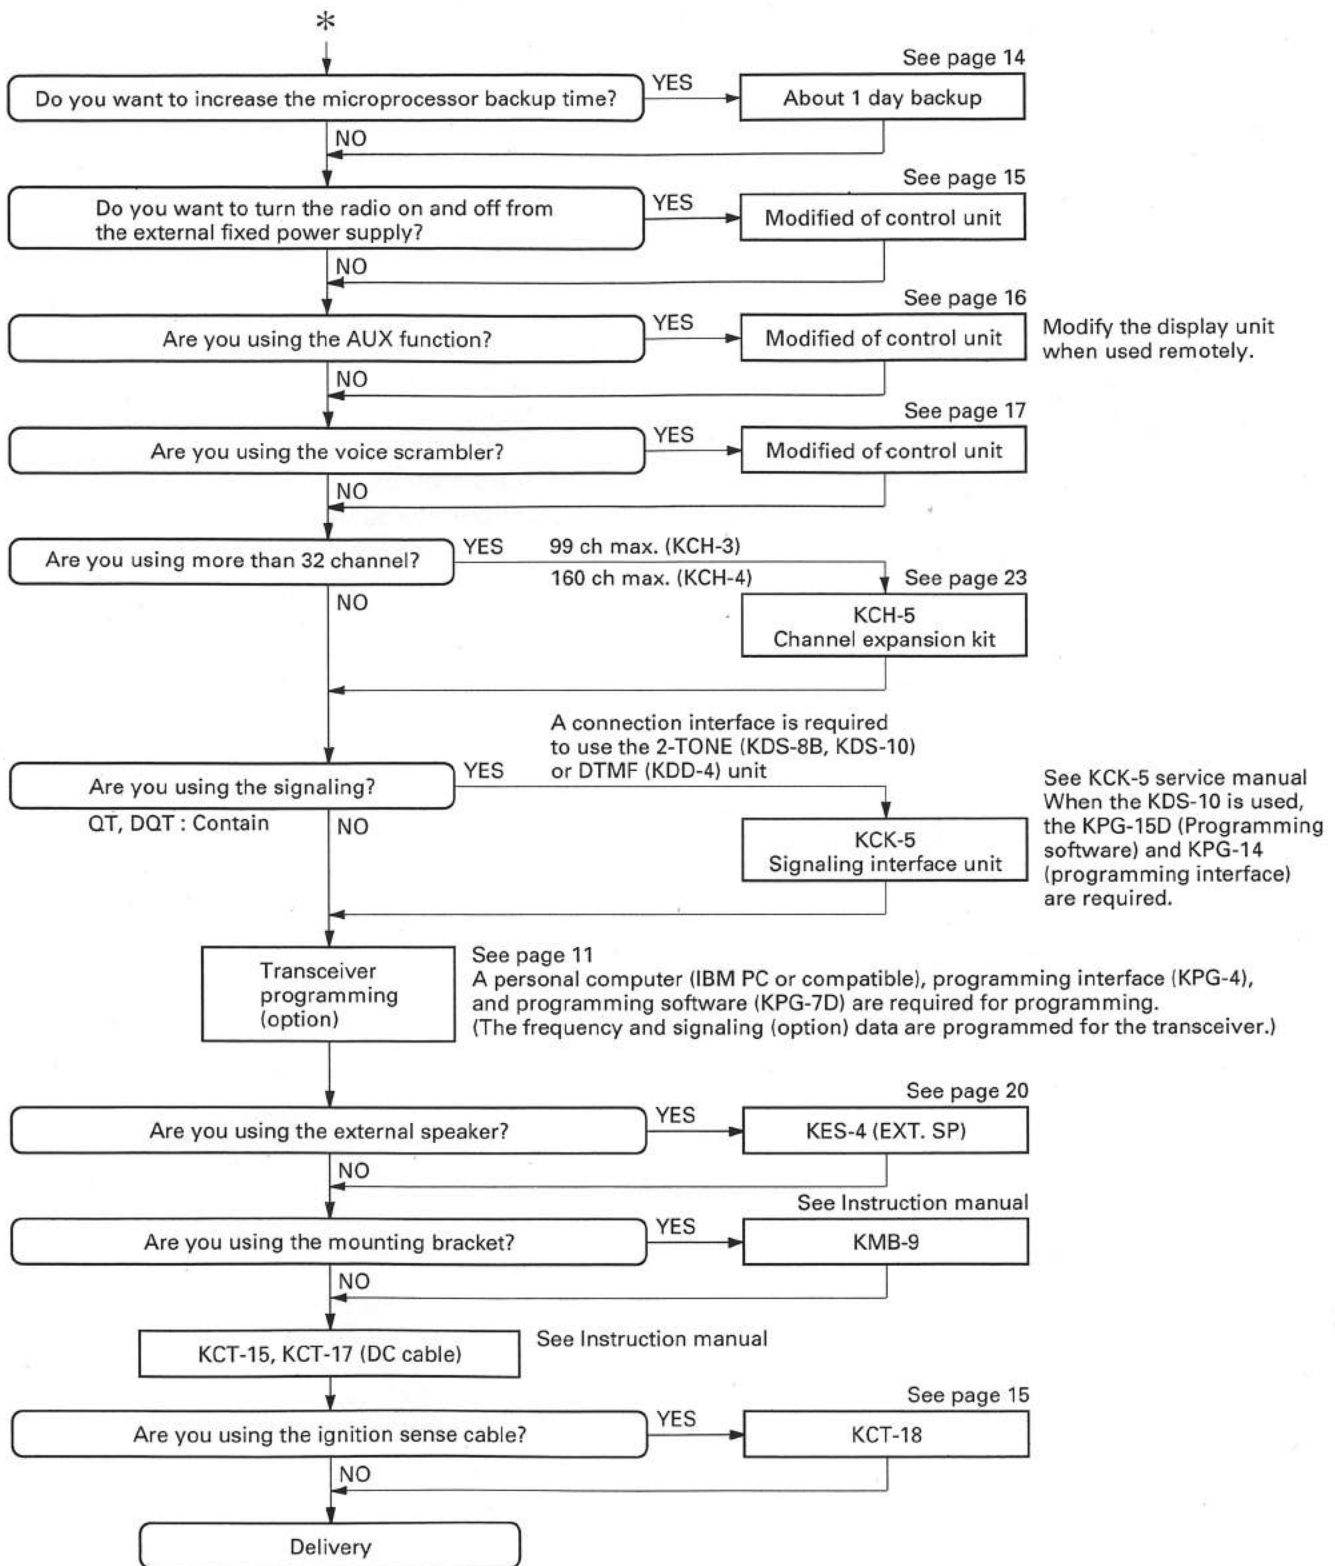 *
See page 14
Do you want to increase the microprocessor backup time?
YES
About 1 day backup
NO
See page 15
Do you want to turn the radio on and off from
the external fixed power supply?
YES
Modified of control unit
NO
See page 16
Are you using the AUX function?
YES
Modified of control unit
Modify the display unit
when used remotely.
NO
See page 17
Are you using the voice scrambler?
YES
Modified of control unit
NO
Are you using more than 32 channel?
YES
99 ch max. (KCH-3)
160 ch max. (KCH-4)
See page 23
NO
KCH-5
Channel expansion kit
A connection interface is required
to use the 2-TONE (KDS-8B, KDS-10)
or DTMF (KDD-4) unit
Are you using the signaling?
YES
QT, DQT : Contain
NO
KCK-5
Signaling interface unit
See KCK-5 service manual
When the KDS-10 is used,
the KPG-15D (Programming
software) and KPG-14
(programming interface)
are required.
Transceiver
programming
(option)
See page 11
A personal computer (IBM PC or compatible), programming interface (KPG-4),
and programming software (KPG-7D) are required for programming.
(The frequency and signaling (option) data are programmed for the transceiver.)
See page 20
Are you using the external speaker?
YES
KES-4 (EXT. SP)
NO
See Instruction manual
Are you using the mounting bracket?
YES
KMB-9
NO
KCT-15, KCT-17 (DC cable)
See Instruction manual
See page 15
Are you using the ignition sense cable?
YES
KCT-18
NO
Delivery